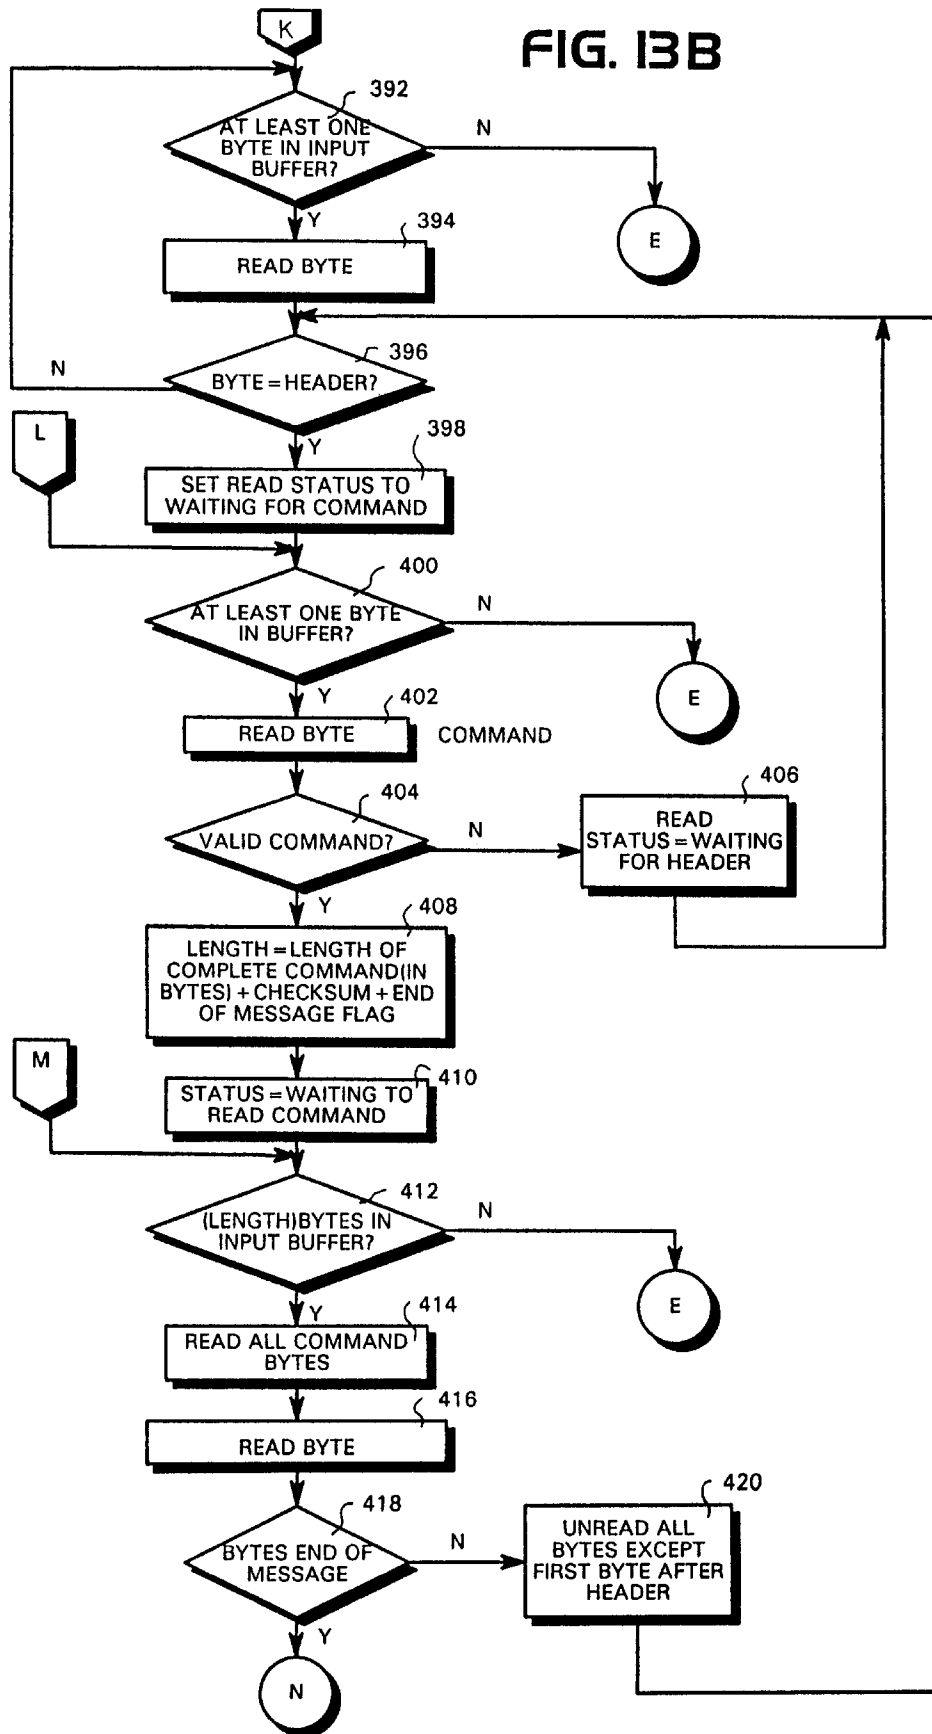 K
FIG. 13B
392
AT LEAST ONE
BYTE IN INPUT
BUFFER?
N
E
Y
394
READ BYTE
396
BYTE=HEADER?
N
Y
L
398
SET READ STATUS TO
WAITING FOR COMMAND
400
AT LEAST ONE BYTE
IN BUFFER?
N
E
Y
402
READ BYTE
COMMAND
404
VALID COMMAND?
N
406
READ
STATUS=WAITING
FOR HEADER
Y
408
LENGTH=LENGTH OF
COMPLETE COMMAND(IN
BYTES)+CHECKSUM+END
OF MESSAGE FLAG
M
410
STATUS=WAITING TO
READ COMMAND
412
(LENGTH)BYTES IN
INPUT BUFFER?
N
E
Y
414
READ ALL COMMAND
BYTES
416
READ BYTE
418
BYTES END OF
MESSAGE
N
420
UNREAD ALL
BYTES EXCEPT
FIRST BYTE AFTER
HEADER
Y
N